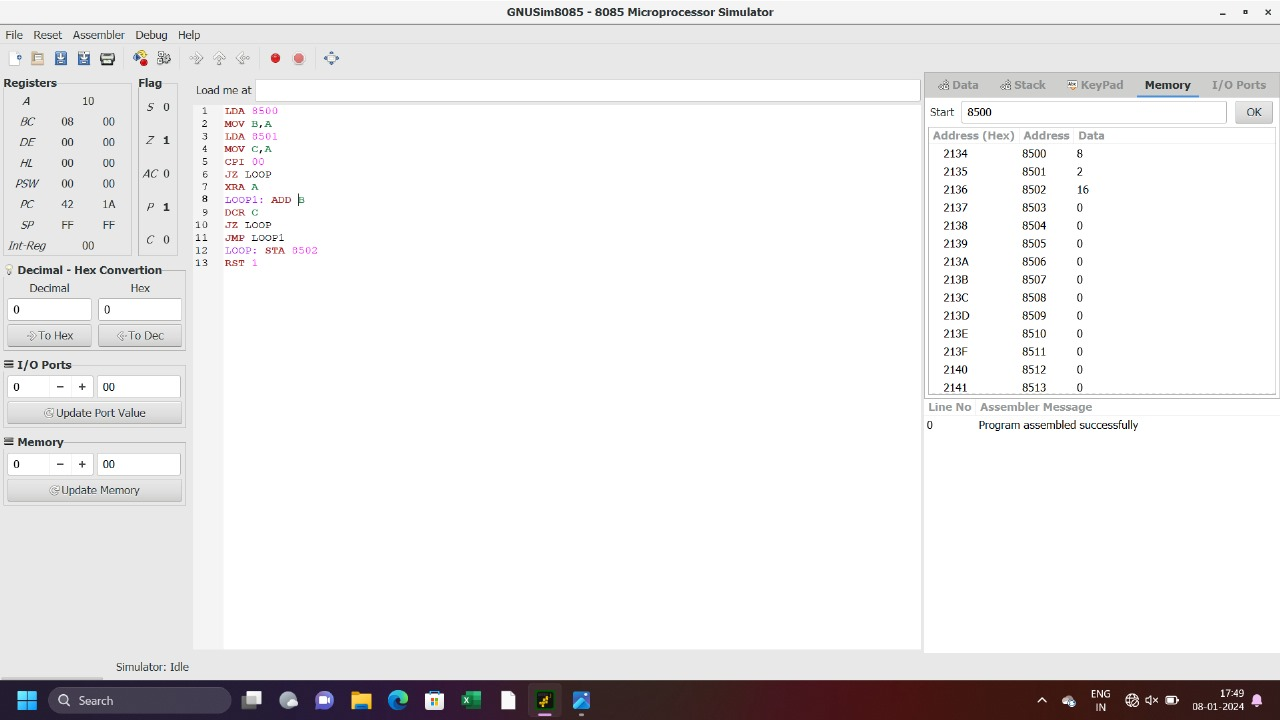 GNUSim8085 - 8085 Microprocessor Simulator
File Reset Assembler Debug Help
Registers
A 10
BC 08 00
DE 00 00
HL 00 00
PSW 00 00
PC 42 1A
SP FF FF
Int-Reg 00
Flag
S 0
Z 1
AC 0
P 1
C 0
Decimal - Hex Convertion
Decimal Hex
0 0
To Hex To Dec
I/O Ports
0 − + 00
Update Port Value
Memory
0 − + 00
Update Memory
Load me at
1 LDA 8500
2 MOV B,A
3 LDA 8501
4 MOV C,A
5 CPI 00
6 JZ LOOP
7 XRA A
8 LOOP1: ADD B
9 DCR C
10 JZ LOOP
11 JMP LOOP1
12 LOOP: STA 8502
13 RST 1
Data Stack KeyPad Memory I/O Ports
Start 8500 OK
Address (Hex) Address Data
2134 8500 8
2135 8501 2
2136 8502 16
2137 8503 0
2138 8504 0
2139 8505 0
213A 8506 0
213B 8507 0
213C 8508 0
213D 8509 0
213E 8510 0
213F 8511 0
2140 8512 0
2141 8513 0
Line No Assembler Message
0 Program assembled successfully
Simulator: Idle
Search
ENG
IN
17:49
08-01-2024